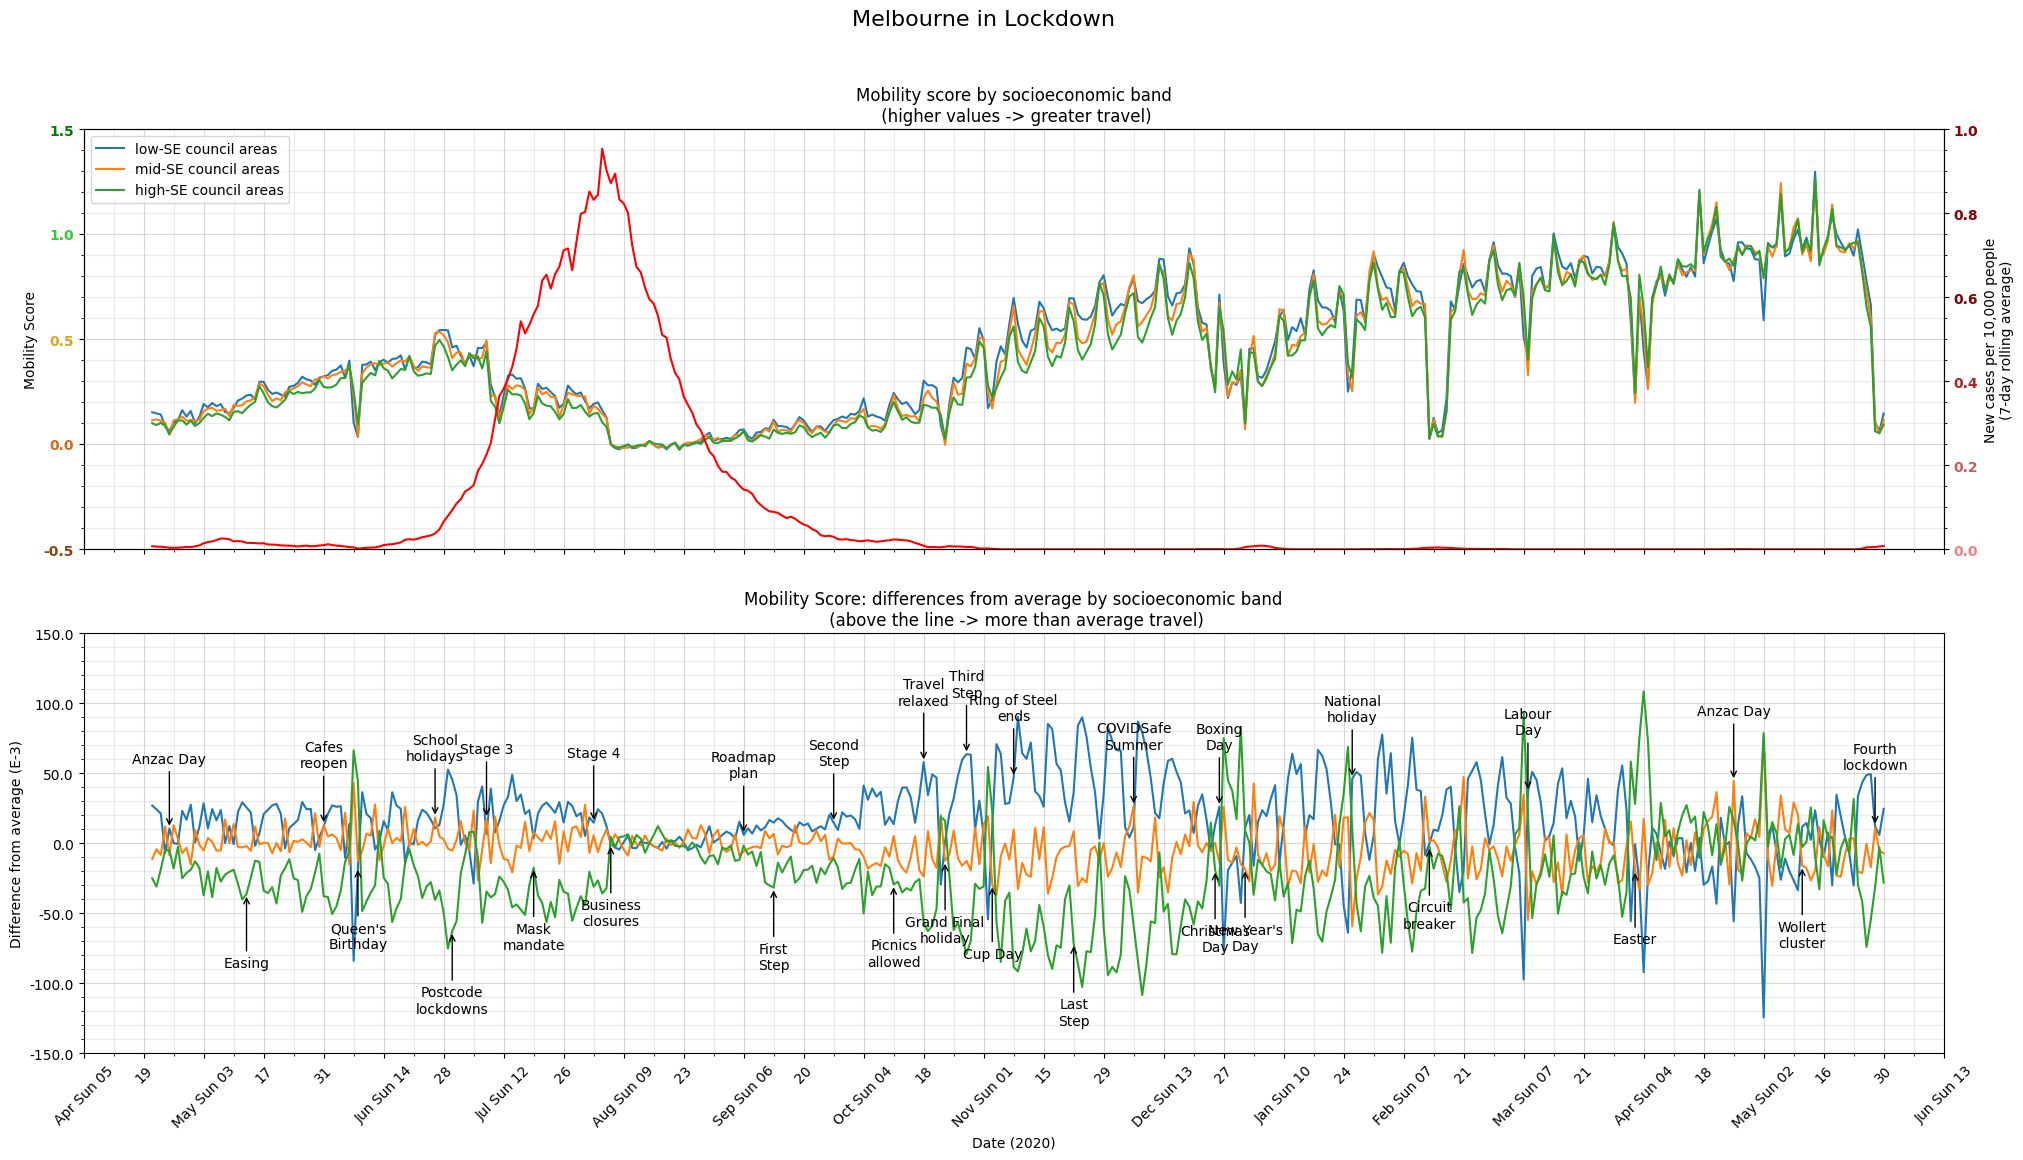 Melbourne in Lockdown
Mobility score by socioeconomic band
(higher values -> greater travel)
1.5
1.0
0.5
0.0
-0.5
Mobility Score
low-SE council areas
mid-SE council areas
high-SE council areas
1.0
0.8
0.6
0.4
0.2
0.0
New cases per 10,000 people
(7-day rolling average)
Mobility Score: differences from average by socioeconomic band
(above the line -> more than average travel)
150.0
100.0
50.0
0.0
-50.0
-100.0
-150.0
Difference from average (E-3)
Anzac Day
Easing
Cafes
reopen
Queen's
Birthday
School
holidays
Postcode
lockdowns
Stage 3
Mask
mandate
Stage 4
Business
closures
Roadmap
plan
First
Step
Second
Step
Picnics
allowed
Travel
relaxed
Grand Final
holiday
Third
Step
Cup Day
Ring of Steel
ends
Last
Step
COVIDSafe
Summer
Christmas
Day
Boxing
Day
New Year's
Day
National
holiday
Circuit
breaker
Labour
Day
Easter
Anzac Day
Wollert
cluster
Fourth
lockdown
Apr Sun 05
19
May Sun 03
17
31
Jun Sun 14
28
Jul Sun 12
26
Aug Sun 09
23
Sep Sun 06
20
Oct Sun 04
18
Nov Sun 01
15
29
Dec Sun 13
27
Jan Sun 10
24
Feb Sun 07
21
Mar Sun 07
21
Apr Sun 04
18
May Sun 02
16
30
Jun Sun 13
Date (2020)